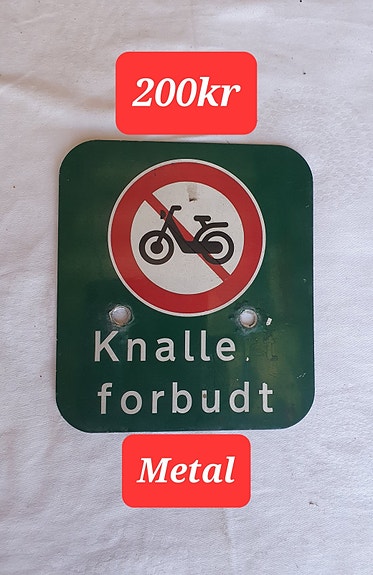 200kr
Knalle
forbudt
Metal